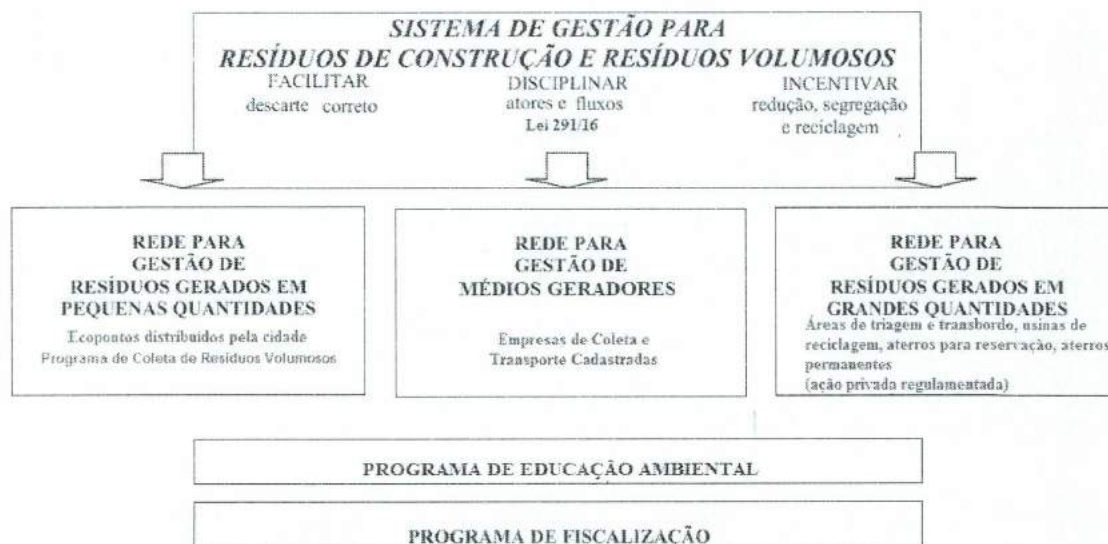 SISTEMA DE GESTÃO PARA
RESÍDUOS DE CONSTRUÇÃO E RESÍDUOS VOLUMOSOS
FACILITAR
descarte correto
DISCIPLINAR
atores e fluxos
Lei 291/16
INCENTIVAR
redução, segregação
e reciclagem
REDE PARA
GESTÃO DE
RESÍDUOS GERADOS EM
PEQUENAS QUANTIDADES
Ecopontos distribuidos pela cidade
Programa de Coleta de Resíduos Volumosos
REDE PARA
GESTÃO DE
MÉDIOS GERADORES
Empresas de Coleta e
Transporte Cadastradas
REDE PARA
GESTÃO DE
RESÍDUOS GERADOS EM
GRANDES QUANTIDADES
Áreas de triagem e transbordo, usinas de
reciclagem, aterros para reservação, aterros
permanentes
(ação privada regulamentada)
PROGRAMA DE EDUCAÇÃO AMBIENTAL
PROGRAMA DE FISCALIZAÇÃO